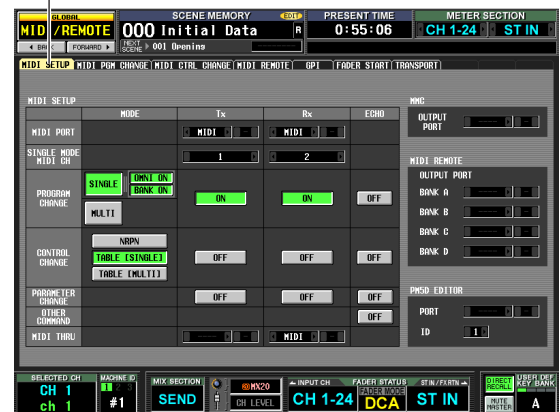 GLOBAL
MIDI/REMOTE
BACK
FORWARD
SCENE MEMORY
EDIT
000 Initial Data
R
NEXT SCENE
001 Opening
PRESENT TIME
0:55:06
METER SECTION
CH 1-24
ST IN
MIDI SETUP
MIDI PGM CHANGE
MIDI CTRL CHANGE
MIDI REMOTE
GPI
FADER START
TRANSPORT
MIDI SETUP
MODE
Tx
Rx
ECHO
MIDI PORT
MIDI
-
MIDI
-
SINGLE MODE MIDI CH
1
2
PROGRAM CHANGE
SINGLE
OMNI ON
BANK ON
MULTI
ON
ON
OFF
CONTROL CHANGE
NRPN
TABLE [SINGLE]
TABLE [MULTI]
OFF
OFF
OFF
PARAMETER CHANGE
OFF
OFF
OFF
OTHER COMMAND
OFF
MIDI THRU
-----
-
MIDI
-
MMC
OUTPUT PORT
-----
-
MIDI REMOTE
OUTPUT PORT
BANK A
-----
-
BANK B
-----
-
BANK C
-----
-
BANK D
-----
-
PM5D EDITOR
PORT
-----
-
ID
1
SELECTED CH
CH 1
ch 1
MACHINE ID
1 2 3
#1
MIX SECTION
SEND
MX20
CH LEVEL
INPUT CH
FADER STATUS
ST IN/FX RTN
CH 1-24
FADER MODE
DCA
ST IN
DIRECT RECALL
MUTE MASTER
USER DEF KEY BANK
A